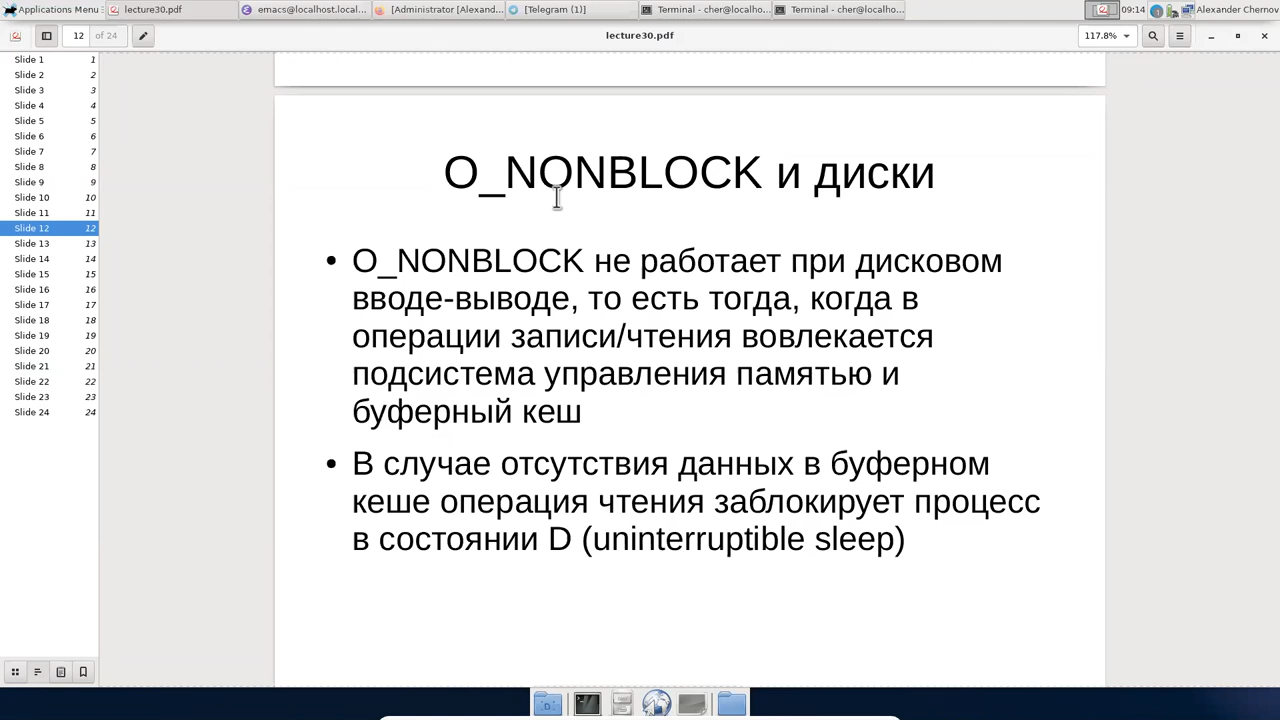 Applications Menu
lecture30.pdf
emacs@localhost.local...
[Administrator [Alexand...
[Telegram (1)]
Terminal - cher@localho...
Terminal - cher@localho...
09:14
Alexander Chernov
12
of 24
lecture30.pdf
117.8%
Slide 1 1
Slide 2 2
Slide 3 3
Slide 4 4
Slide 5 5
Slide 6 6
Slide 7 7
Slide 8 8
Slide 9 9
Slide 10 10
Slide 11 11
Slide 12 12
Slide 13 13
Slide 14 14
Slide 15 15
Slide 16 16
Slide 17 17
Slide 18 18
Slide 19 19
Slide 20 20
Slide 21 21
Slide 22 22
Slide 23 23
Slide 24 24
O_NONBLOCK и диски
• O_NONBLOCK не работает при дисковом
вводе-выводе, то есть тогда, когда в
операции записи/чтения вовлекается
подсистема управления памятью и
буферный кеш
• В случае отсутствия данных в буферном
кеше операция чтения заблокирует процесс
в состоянии D (uninterruptible sleep)